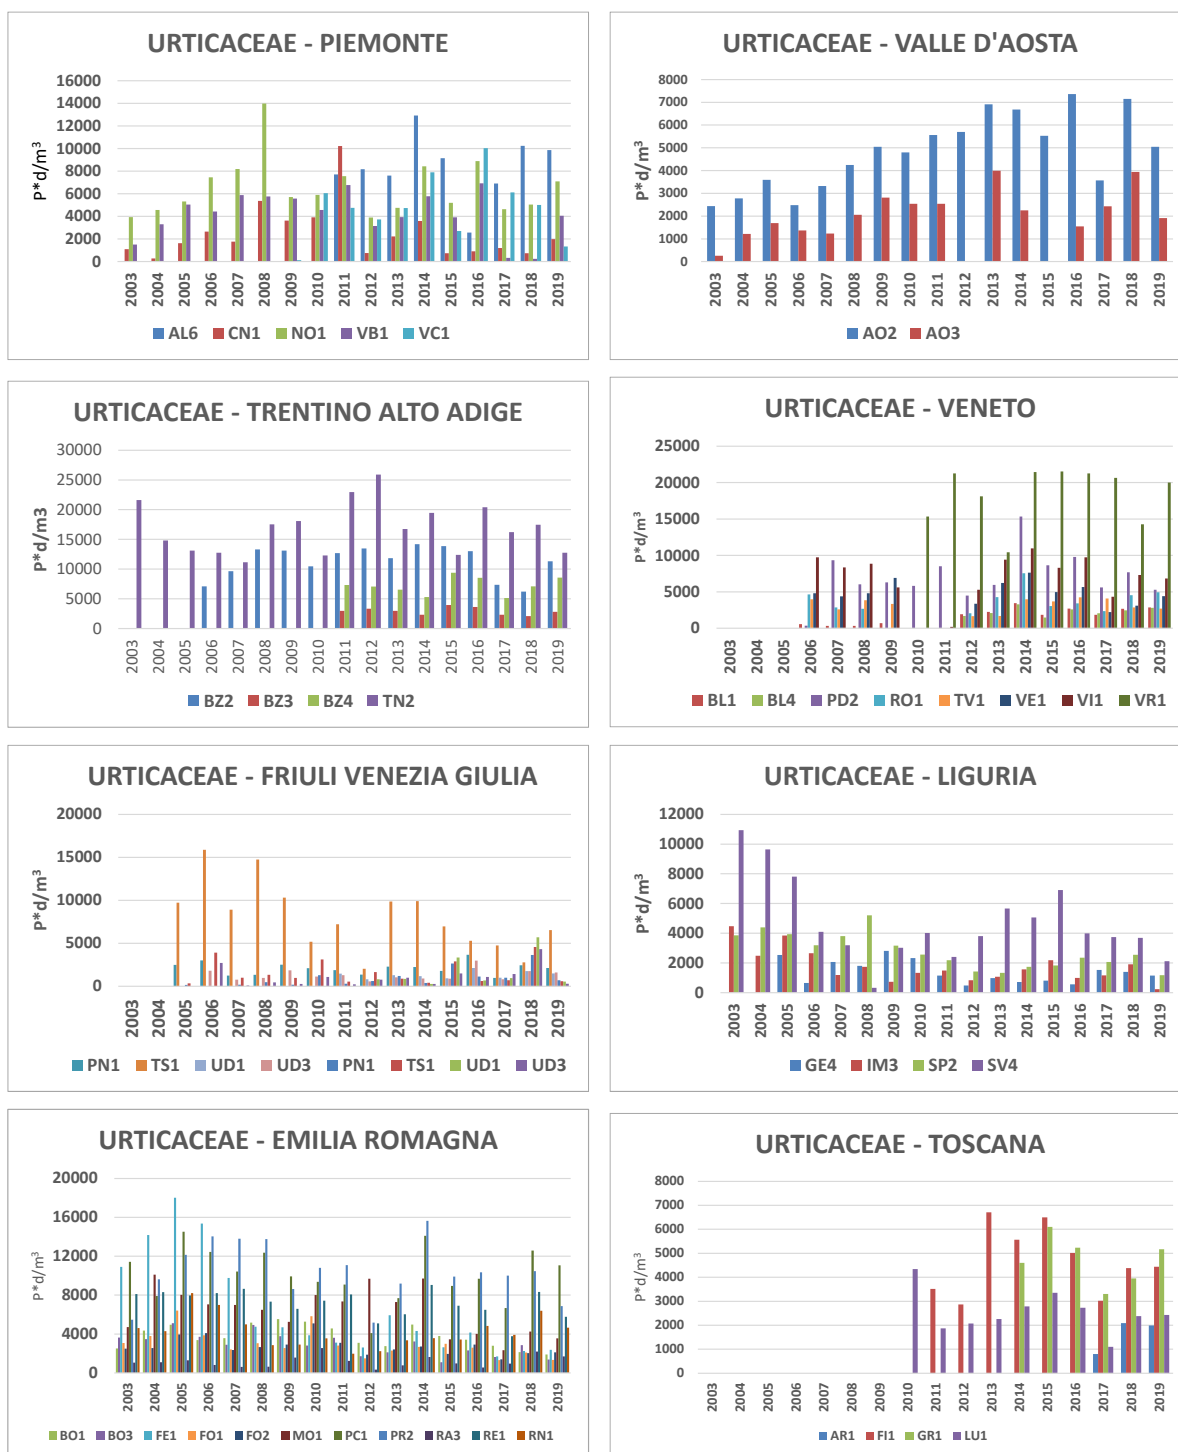 URTICACEAE - PIEMONTE
P*d/m³
16000
14000
12000
10000
8000
6000
4000
2000
0
2003 2004 2005 2006 2007 2008 2009 2010 2011 2012 2013 2014 2015 2016 2017 2018 2019
AL6 CN1 NO1 VB1 VC1
URTICACEAE - VALLE D'AOSTA
P*d/m³
8000
7000
6000
5000
4000
3000
2000
1000
0
2003 2004 2005 2006 2007 2008 2009 2010 2011 2012 2013 2014 2015 2016 2017 2018 2019
AO2 AO3
URTICACEAE - TRENTINO ALTO ADIGE
P*d/m3
30000
25000
20000
15000
10000
5000
0
2003 2004 2005 2006 2007 2008 2009 2010 2011 2012 2013 2014 2015 2016 2017 2018 2019
BZ2 BZ3 BZ4 TN2
URTICACEAE - VENETO
P*d/m³
25000
20000
15000
10000
5000
0
2003 2004 2005 2006 2007 2008 2009 2010 2011 2012 2013 2014 2015 2016 2017 2018 2019
BL1 BL4 PD2 RO1 TV1 VE1 VI1 VR1
URTICACEAE - FRIULI VENEZIA GIULIA
P*d/m³
20000
15000
10000
5000
0
2003 2004 2005 2006 2007 2008 2009 2010 2011 2012 2013 2014 2015 2016 2017 2018 2019
PN1 TS1 UD1 UD3 PN1 TS1 UD1 UD3
URTICACEAE - LIGURIA
P*d/m³
12000
10000
8000
6000
4000
2000
0
2003 2004 2005 2006 2007 2008 2009 2010 2011 2012 2013 2014 2015 2016 2017 2018 2019
GE4 IM3 SP2 SV4
URTICACEAE - EMILIA ROMAGNA
P*d/m³
20000
16000
12000
8000
4000
0
2003 2004 2005 2006 2007 2008 2009 2010 2011 2012 2013 2014 2015 2016 2017 2018 2019
BO1 BO3 FE1 FO1 FO2 MO1 PC1 PR2 RA3 RE1 RN1
URTICACEAE - TOSCANA
P*d/m³
8000
7000
6000
5000
4000
3000
2000
1000
0
2003 2004 2005 2006 2007 2008 2009 2010 2011 2012 2013 2014 2015 2016 2017 2018 2019
AR1 FI1 GR1 LU1